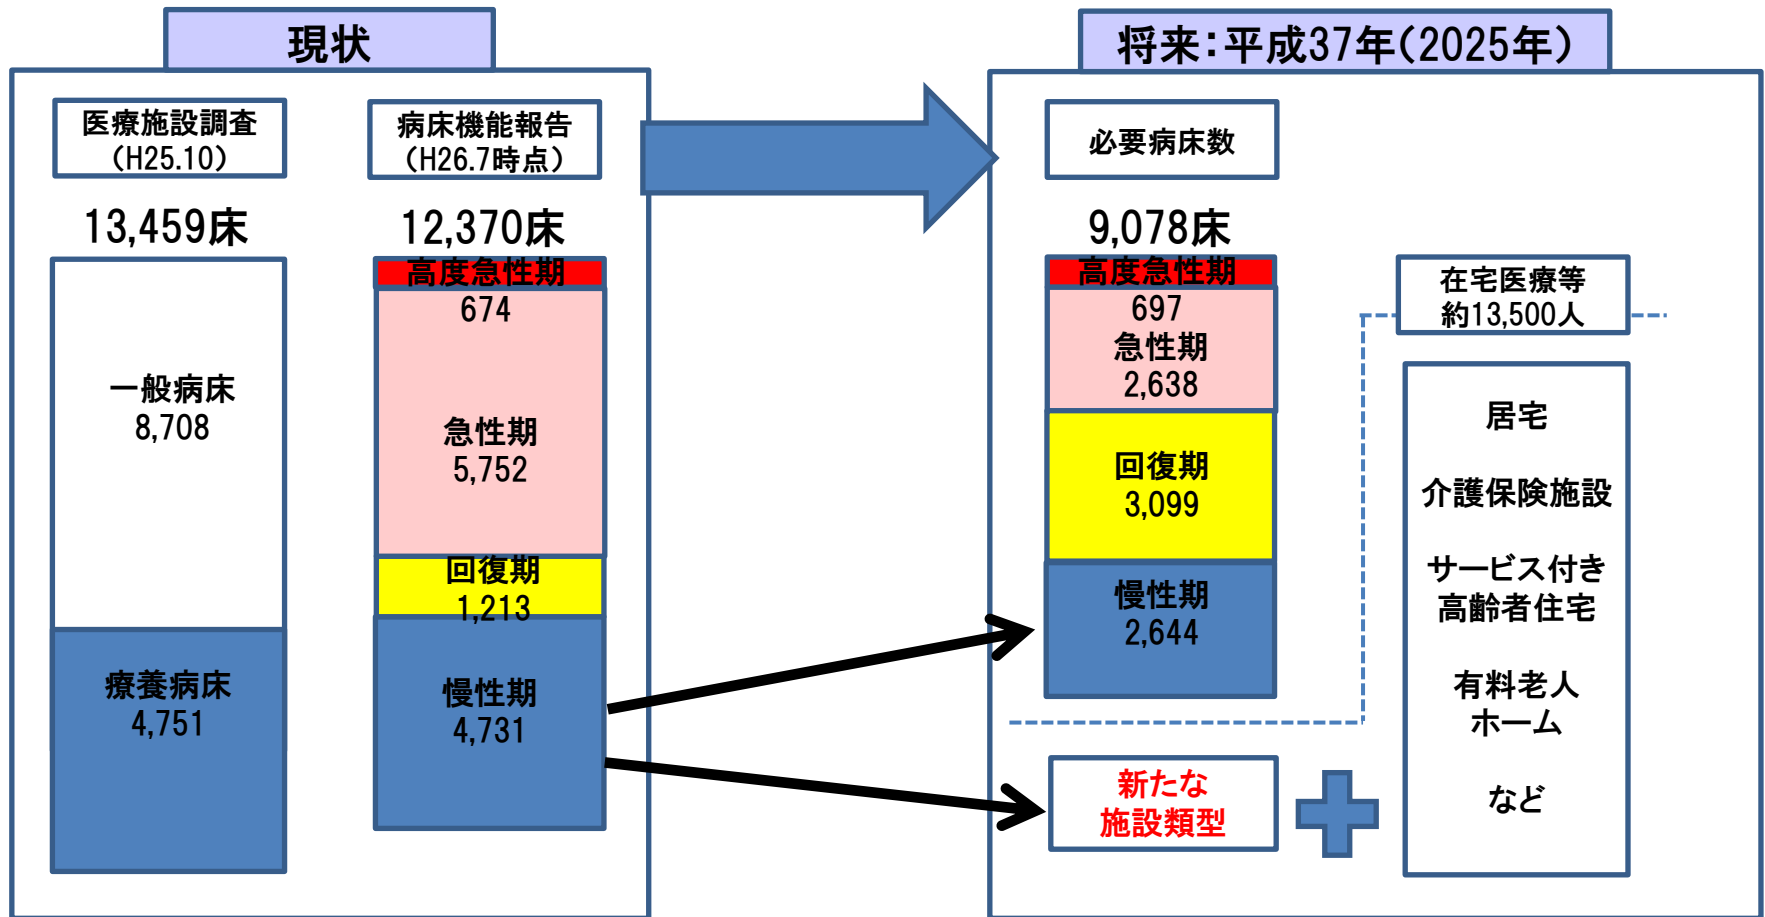 現状
医療施設調査
（H25.10）
病床機能報告
（H26.7時点）
13,459床
12,370床
一般病床
8,708
療養病床
4,751
高度急性期
674
急性期
5,752
回復期
1,213
慢性期
4,731
将来：平成37年（2025年）
必要病床数
9,078床
高度急性期
697
急性期
2,638
回復期
3,099
慢性期
2,644
新たな
施設類型
在宅医療等
約13,500人
居宅
介護保険施設
サービス付き
高齢者住宅
有料老人
ホーム
など